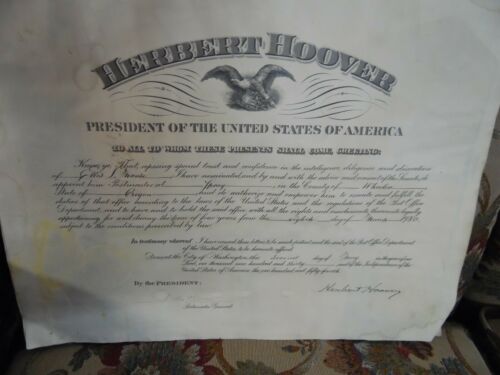 HERBERT HOOVER
PRESIDENT OF THE UNITED STATES OF AMERICA
TO ALL TO WHOM THESE PRESENTS SHALL COME, GREETING:
Know ye, That, reposing special trust and confidence in the intelligence, diligence, and discretion
of I have nominated, and by and with the advice and consent of the Senate, do
appoint him Postmaster at in the County of Wheeler
State of Oregon and do authorize and empower him to execute and fulfill the
duties of that office according to the laws of the United States and the regulations of the Post Office
Department, and to have and to hold the said office, with all the rights and emoluments thereunto legally
appertaining for and during the term of four years from the day of 1930
subject to the conditions prescribed by law.
In testimony whereof, I have caused these letters to be made patent and the seal of the Post Office Department
of the United States to be hereunto affixed.
Done at the City of Washington, this second day of in the year of our
Lord, one thousand nine hundred and thirty and of the Independence of the
United States of America the one hundred and fifty-fourth.
By the PRESIDENT:
Herbert Hoover
Postmaster General